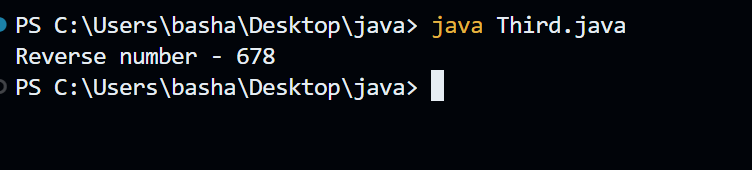 PS C:\Users\basha\Desktop\java> java Third.java
Reverse number - 678
PS C:\Users\basha\Desktop\java>